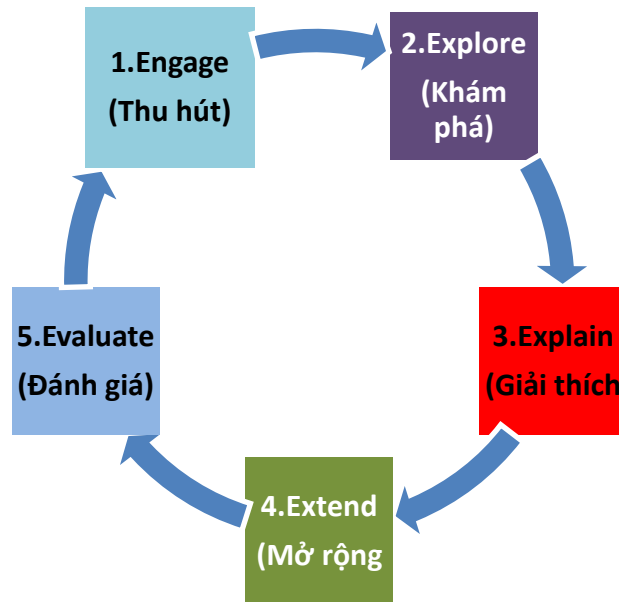 1.Engage
(Thu hút)
2.Explore
(Khám
phá)
3.Explain
(Giải thích
4.Extend
(Mở rộng
5.Evaluate
(Đánh giá)